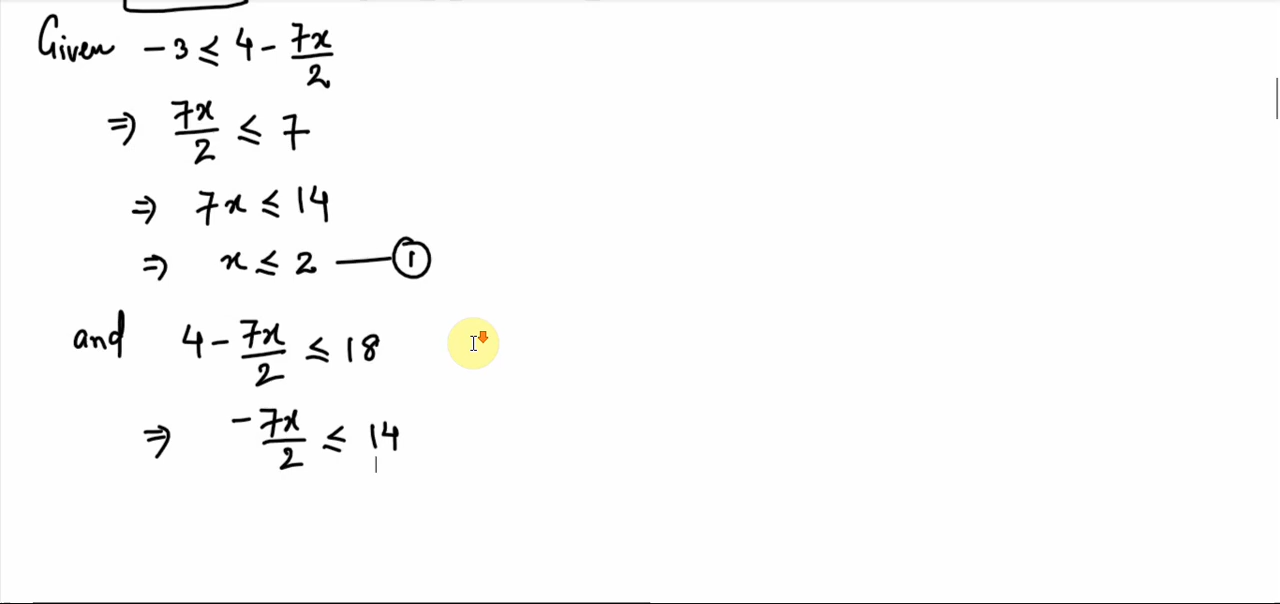 Given -3 ≤ 4 - 7x/2
⇒ 7x/2 ≤ 7
⇒ 7x ≤ 14
⇒ x ≤ 2 —①
and 4 - 7x/2 ≤ 18
⇒ -7x/2 ≤ 14